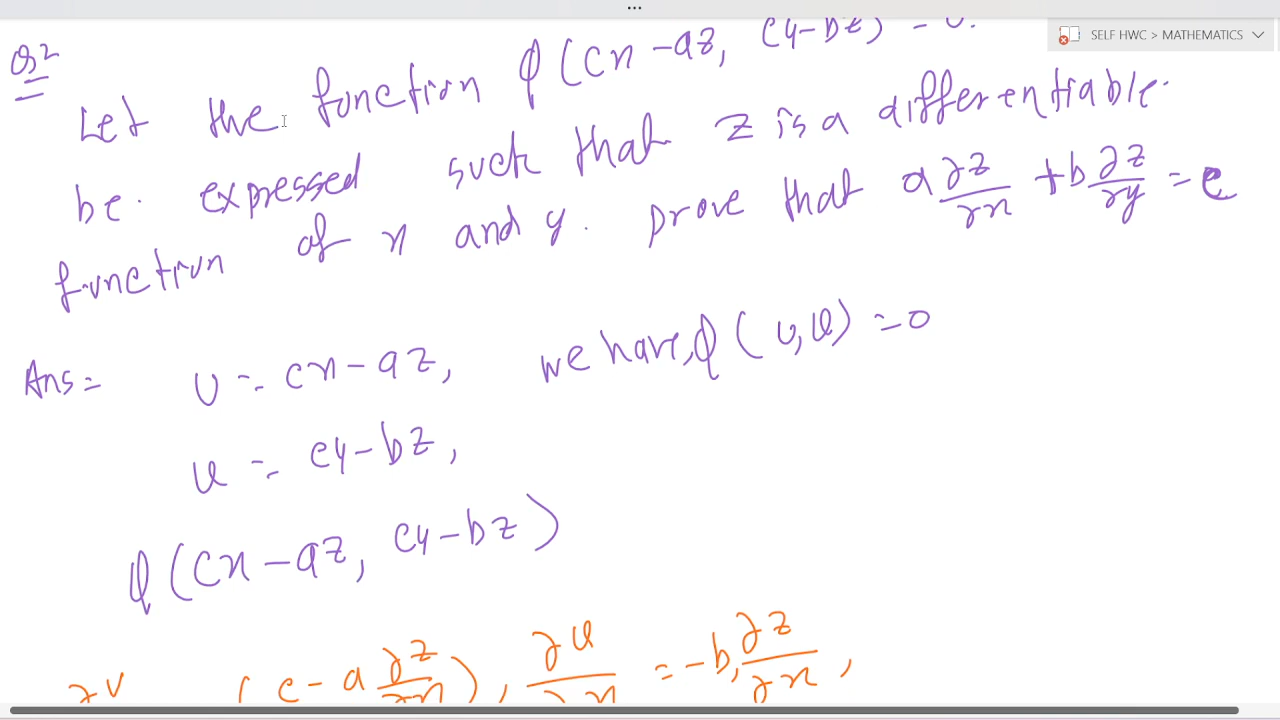 SELF HWC > MATHEMATICS
Q2
Let the function φ(cx-az, cy-bz) = 0.
be. expressed such that z is a differentiable.
function of x and y. prove that a ∂z/∂x + b ∂z/∂y = c
Ans = u = cx-az, we have, φ(u,v) = 0
v = cy-bz,
φ(cx-az, cy-bz)
(c - a ∂z/∂x), ∂v/∂x = -b, ∂z/∂x,